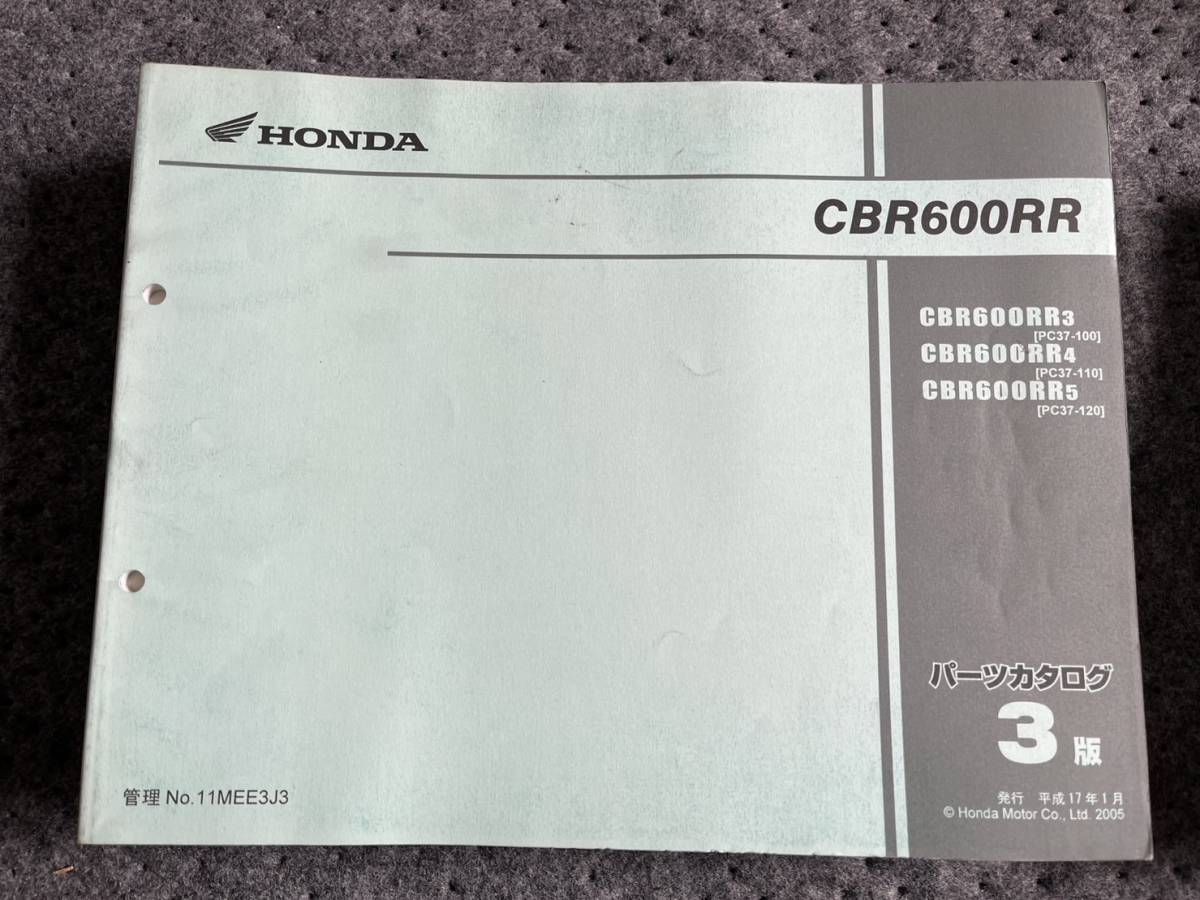 HONDA
CBR600RR
CBR600RR3
[PC37-100]
CBR600RR4
[PC37-110]
CBR600RR5
[PC37-120]
パーツカタログ
3版
管理 No.11MEE3J3
発行 平成17年1月
© Honda Motor Co., Ltd. 2005